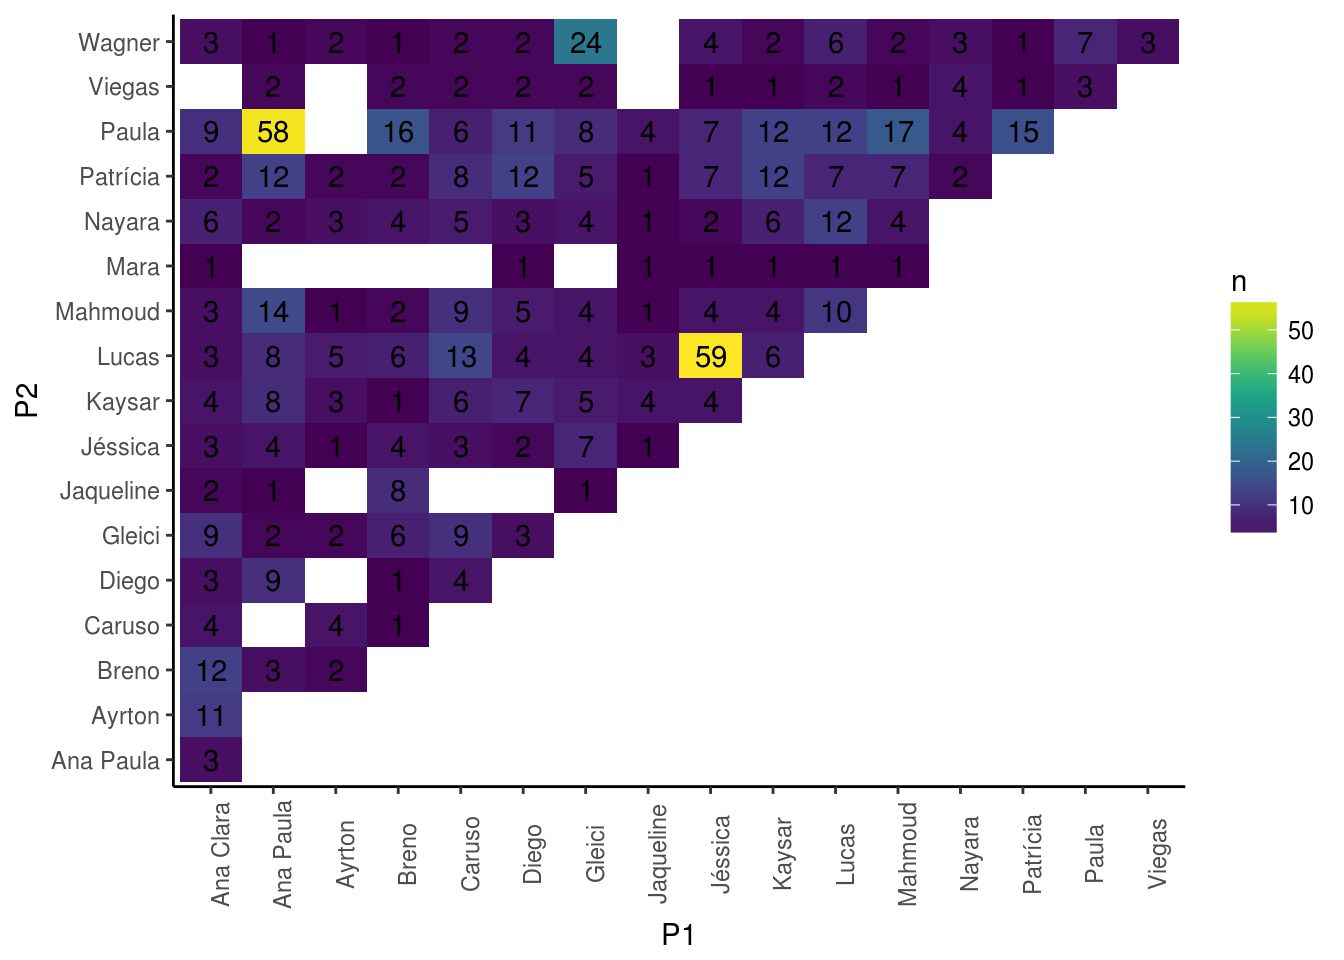 Wagner 3 1 2 1 2 2 24 4 2 6 2 3 1 7 3
Viegas 2 2 2 2 2 1 1 2 1 4 1 3
Paula 9 58 16 6 11 8 4 7 12 12 17 4 15
Patrícia 2 12 2 2 8 12 5 1 7 12 7 7 2
Nayara 6 2 3 4 5 3 4 1 2 6 12 4
Mara 1 1 1 1 1 1 1
Mahmoud 3 14 1 2 9 5 4 1 4 4 10
Lucas 3 8 5 6 13 4 4 3 59 6
Kaysar 4 8 3 1 6 7 5 4 4
Jéssica 3 4 1 4 3 2 7 1
Jaqueline 2 1 8 1
Gleici 9 2 2 6 9 3
Diego 3 9 1 4
Caruso 4 4 1
Breno 12 3 2
Ayrton 11
Ana Paula 3
P2
Ana Clara Ana Paula Ayrton Breno Caruso Diego Gleici Jaqueline Jéssica Kaysar Lucas Mahmoud Nayara Patrícia Paula Viegas
P1
n
50
40
30
20
10